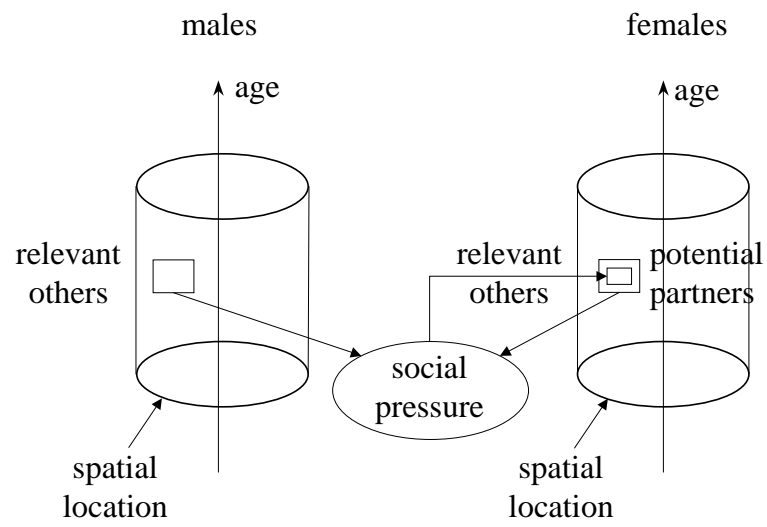 males
females
age
age
relevant
others
relevant
others
potential
partners
social
pressure
spatial
location
spatial
location